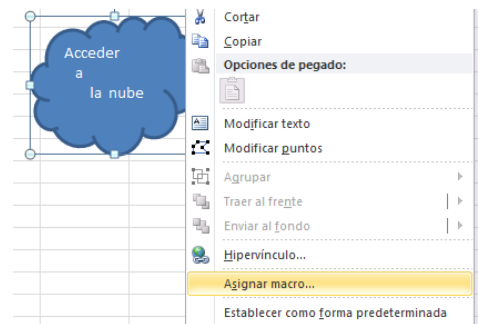 Acceder
a
la nube
Cortar
Copiar
Opciones de pegado:
Modificar texto
Modificar puntos
Agrupar
Traer al frente
Enviar al fondo
Hipervínculo...
Asignar macro...
Establecer como forma predeterminada